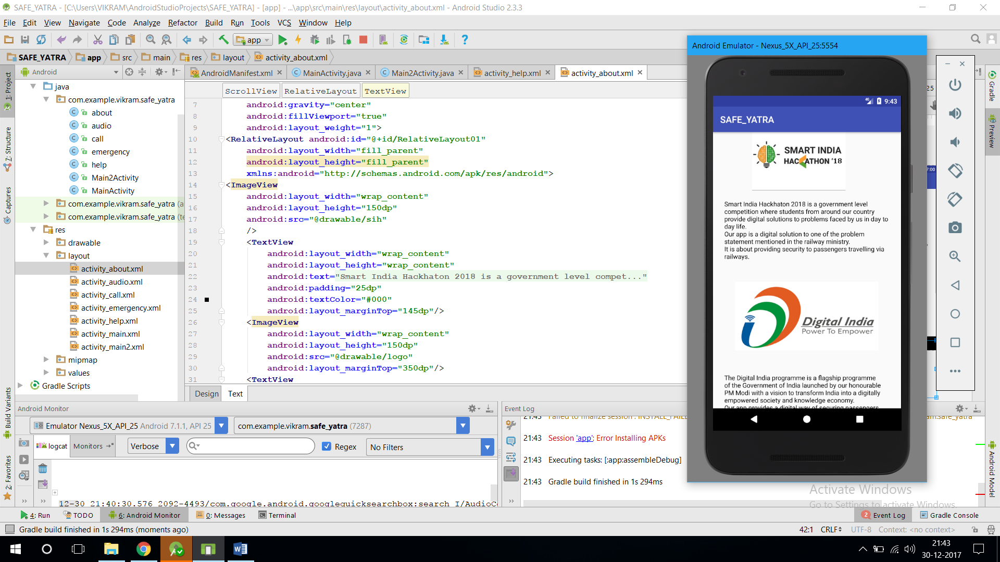 SAFE_YATRA - [C:\Users\VIKRAM\AndroidStudioProjects\SAFE_YATRA] - [app] - ...\app\src\main\res\layout\activity_about.xml - Android Studio 2.3.3
File Edit View Navigate Code Analyze Refactor Build Run Tools VCS Window Help
app
SAFE_YATRA app src main res layout activity_about.xml
1: Project
Z: Structure
Captures
Build Variants
2: Favorites
Android
java
com.example.vikram.safe_yatra
about
audio
call
emergency
help
Main2Activity
MainActivity
com.example.vikram.safe_yatra (a
com.example.vikram.safe_yatra (te
res
drawable
layout
activity_about.xml
activity_audio.xml
activity_call.xml
activity_emergency.xml
activity_help.xml
activity_main.xml
activity_main2.xml
mipmap
values
Gradle Scripts
AndroidManifest.xml MainActivity.java Main2Activity.java activity_help.xml activity_about.xml
ScrollView RelativeLayout TextView
7 android:gravity="center"
8 android:fillViewport="true"
9 android:layout_weight="1">
10 <RelativeLayout android:id="@+id/RelativeLayout01"
11 android:layout_width="fill_parent"
12 android:layout_height="fill_parent"
13 xmlns:android="http://schemas.android.com/apk/res/android">
14 <ImageView
15 android:layout_width="wrap_content"
16 android:layout_height="150dp"
17 android:src="@drawable/sih"
18 />
19 <TextView
20 android:layout_width="wrap_content"
21 android:layout_height="wrap_content"
22 android:text="Smart India Hackhaton 2018 is a government level compet..."
23 android:padding="25dp"
24 android:textColor="#000"
25 android:layout_marginTop="145dp"/>
26 <ImageView
27 android:layout_width="wrap_content"
28 android:layout_height="150dp"
29 android:src="@drawable/logo"
30 android:layout_marginTop="350dp"/>
31 <TextView
Design Text
Android Emulator - Nexus_5X_API_25:5554
4G 9:43
SAFE_YATRA
SMART INDIA
HACKATHON '18
Smart India Hackhaton 2018 is a government level
competition where students from around our country
provide digital solutions to problems faced by us in day to
day life.
Our app is a digital solution to one of the problem
statement mentioned in the railway ministry.
It is about providing security to passengers travelling via
railways.
Digital India
Power To Empower
The Digital India programme is a flagship programme
of the Government of India launched by our honourable
PM Modi with a vision to transform India into a digitally
empowered society and knowledge economy.
Our app provides a digital way of securing passengers
25
7:00
Gradle
Preview
Android Model
Android Monitor
Emulator Nexus_5X_API_25 Android 7.1.1, API 25
com.example.vikram.safe_yatra (7287)
logcat Monitors Verbose Regex No Filters
12-30 21:40:30.576 2092-4493/com.google.android.googlequicksearchbox:search I/AudioC
Event Log
21:43 Failed to finalize session : INSTALL_FAILE am.safe_yatra
21:43 Session 'app': Error Installing APKs
21:43 Executing tasks: [:app:assembleDebug]
21:43 Gradle build finished in 1s 294ms
Activate Windows
Go to Settings to activate Windows.
4: Run TODO 6: Android Monitor 0: Messages Terminal 2 Event Log Gradle Console
Gradle build finished in 1s 294ms (moments ago)
42:1 CRLF UTF-8 Context: <no context>
21:43
30-12-2017